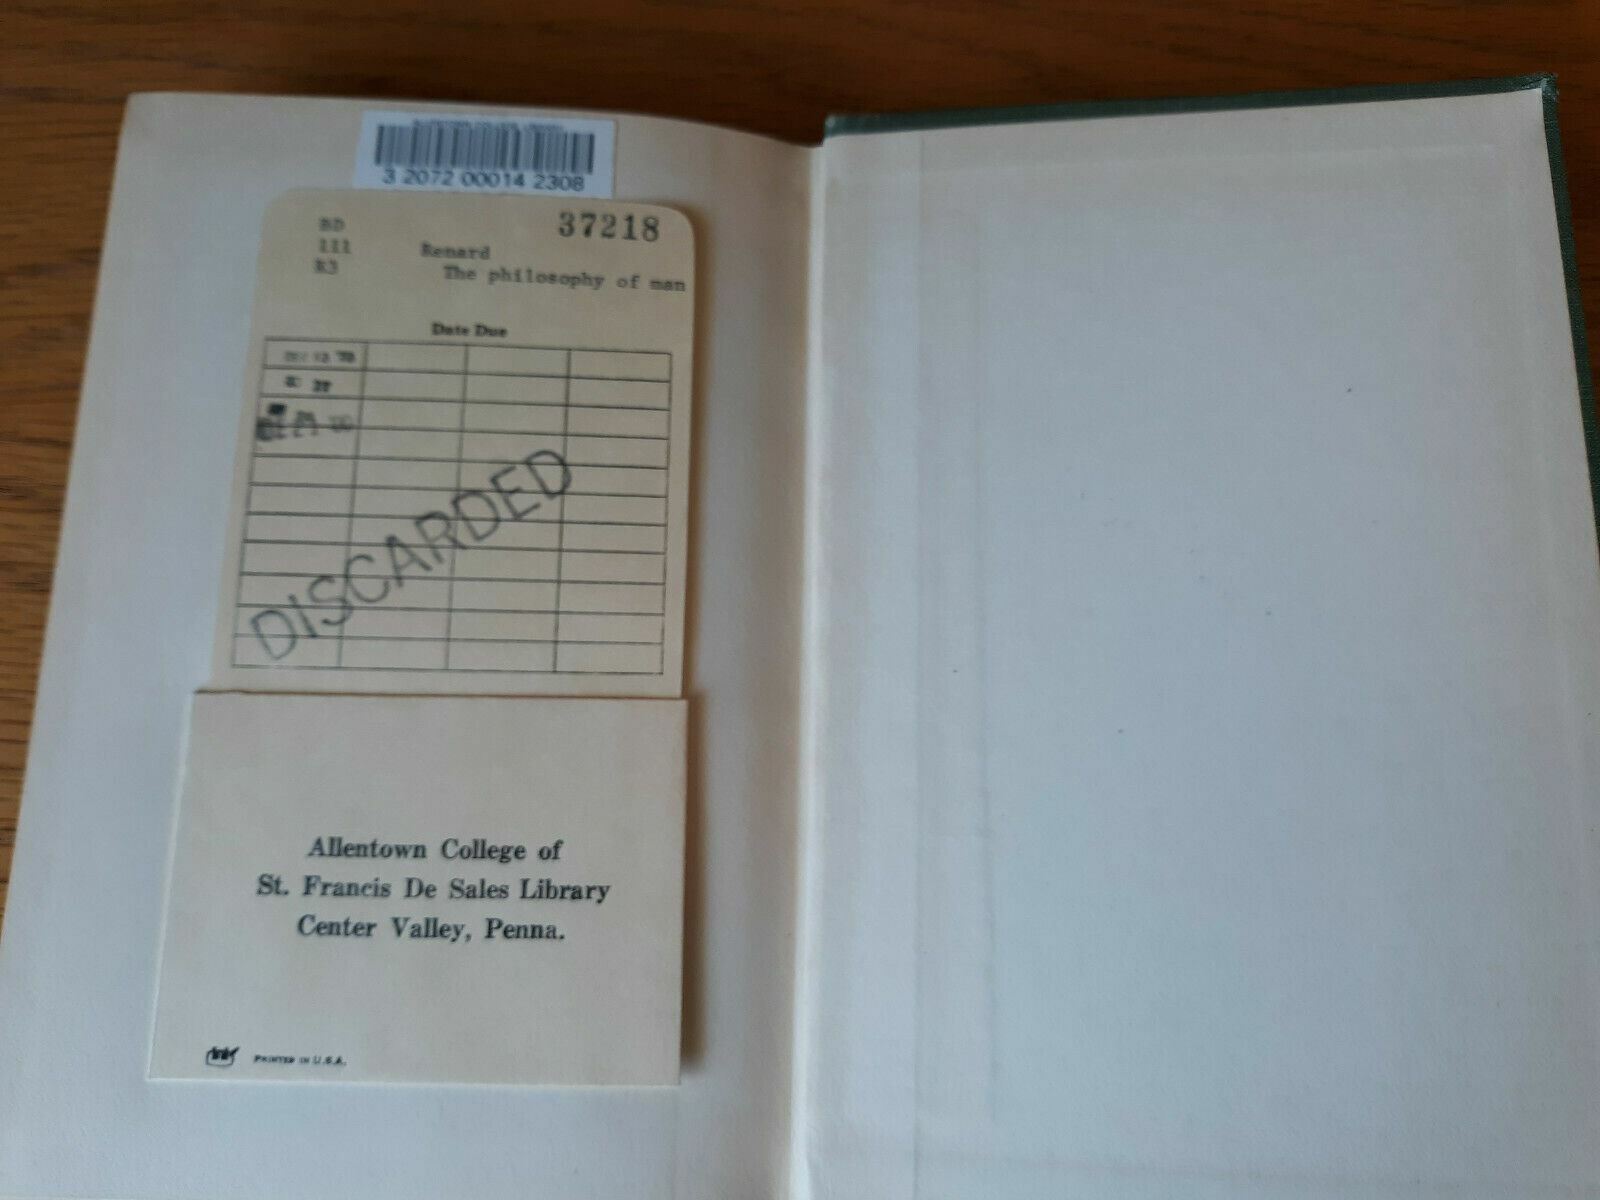 3 2072 00014 2308
37218
BD
111
R3
Renard
The philosophy of man
Date Due
DISCARDED
Allentown College of
St. Francis De Sales Library
Center Valley, Penna.
PRINTED IN U.S.A.